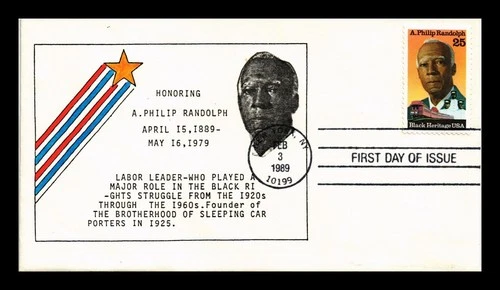 HONORING
A.PHILIP RANDOLPH
APRIL 15,1889-
MAY 16,1979
LABOR LEADER-WHO PLAYED A
MAJOR ROLE IN THE BLACK RI
-GHTS STRUGGLE FROM THE 1920s
THROUGH THE 1960s.Founder of
THE BROTHERHOOD OF SLEEPING CAR
PORTERS IN 1925.
A. Philip Randolph
25
Black Heritage USA
NY
FEB
3
1989
10199
FIRST DAY OF ISSUE